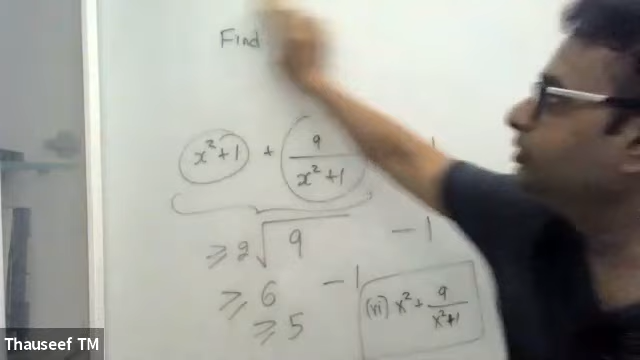 Find
x² + 1 + 9/(x² + 1) - 1
≥ 2√9 - 1
≥ 6 - 1
≥ 5
(vi) x² + 9/(x²+1)
Thauseef TM